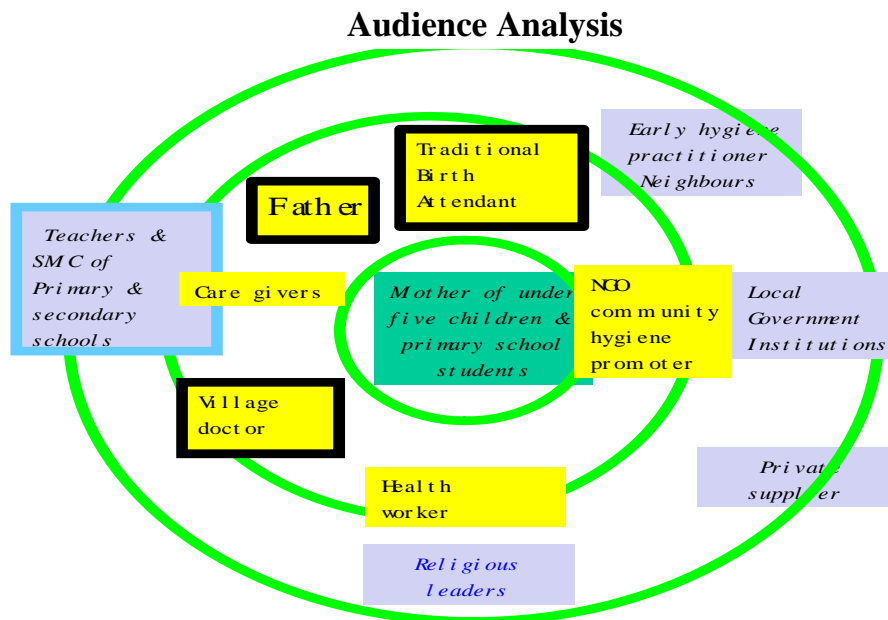 Audience Analysis
Early hygiene
practitioner
Neighbours
Traditional
Birth
Attendant
Father
Teachers &
SMC of
Primary &
secondary
schools
Care givers
Mother of under
five children &
primary school
students
NGO
community
hygiene
promoter
Local
Government
Institutions
Village
doctor
Private
supplier
Health
worker
Religious
leaders